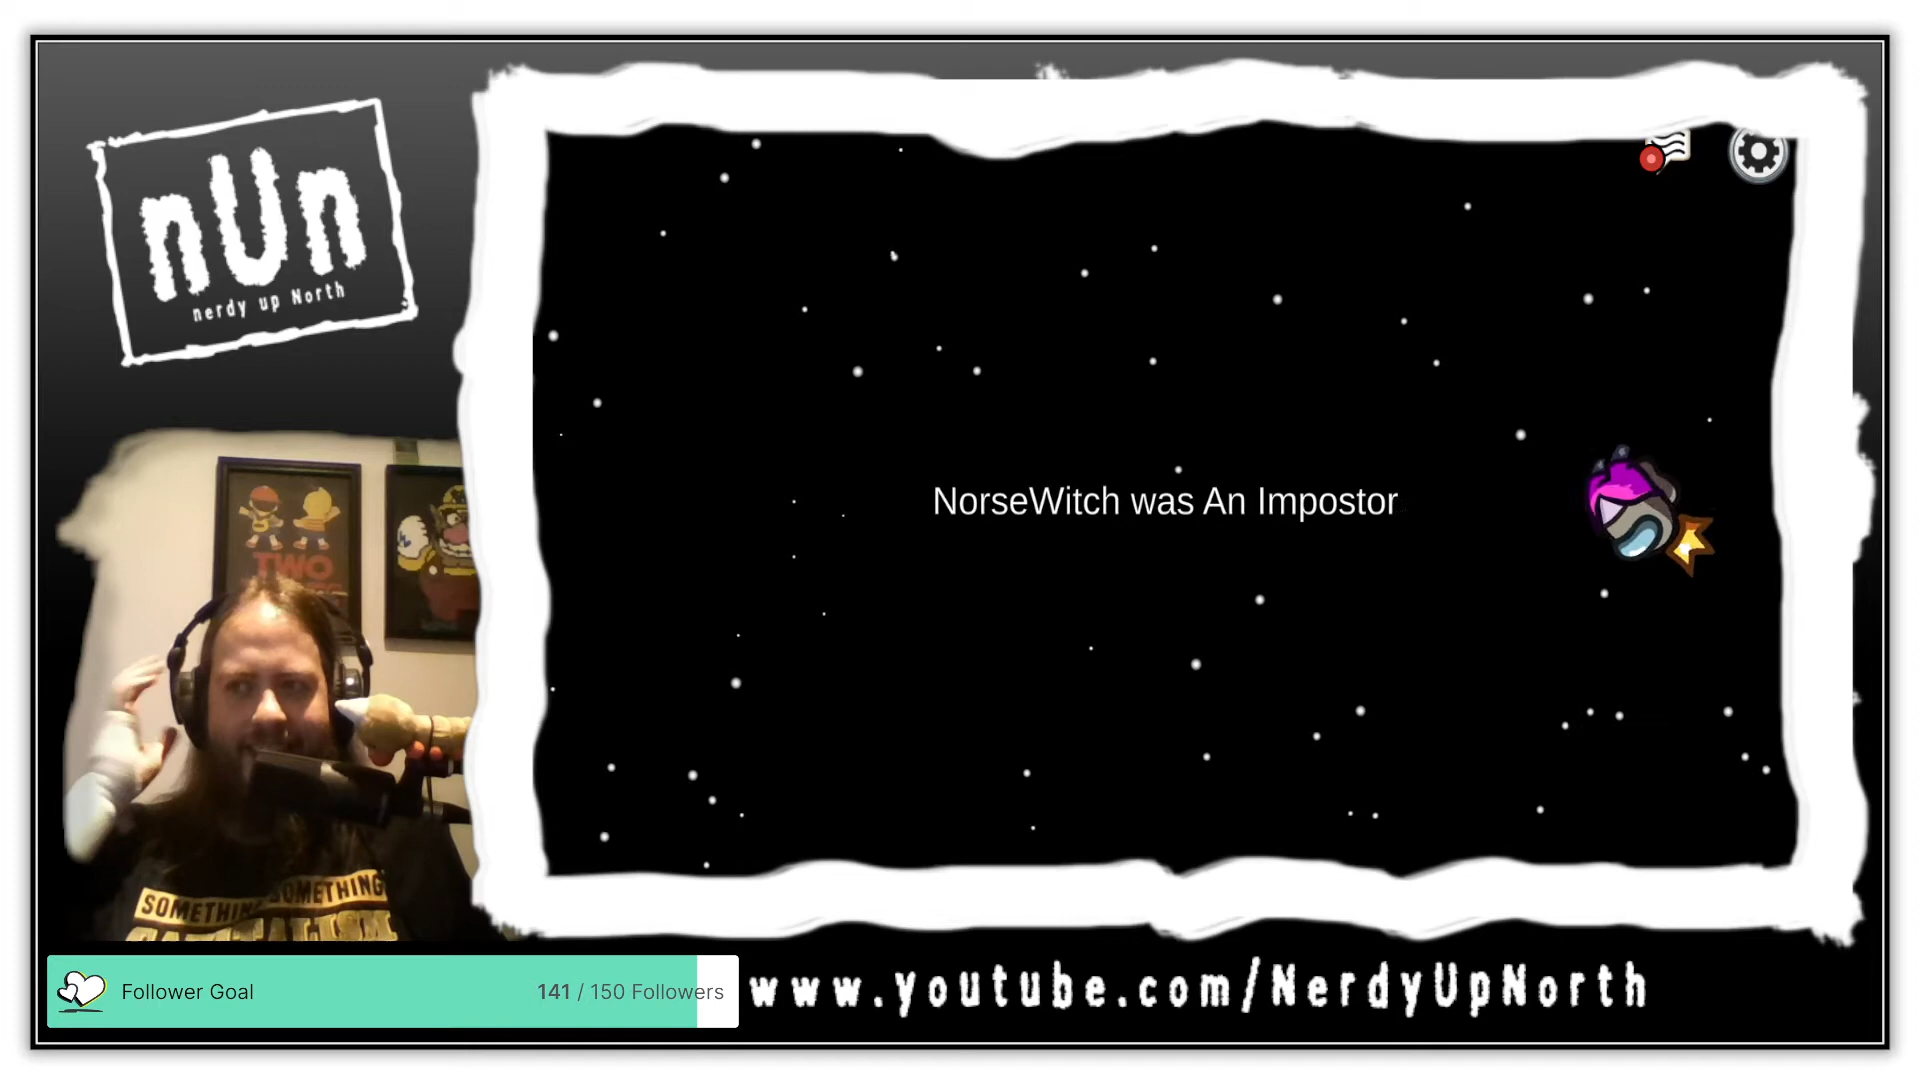 nUn
nerdy up North
TWO
NorseWitch was An Impostor
SOMETHING SOMETHING
Follower Goal
141 / 150 Followers
www.youtube.com/NerdyUpNorth